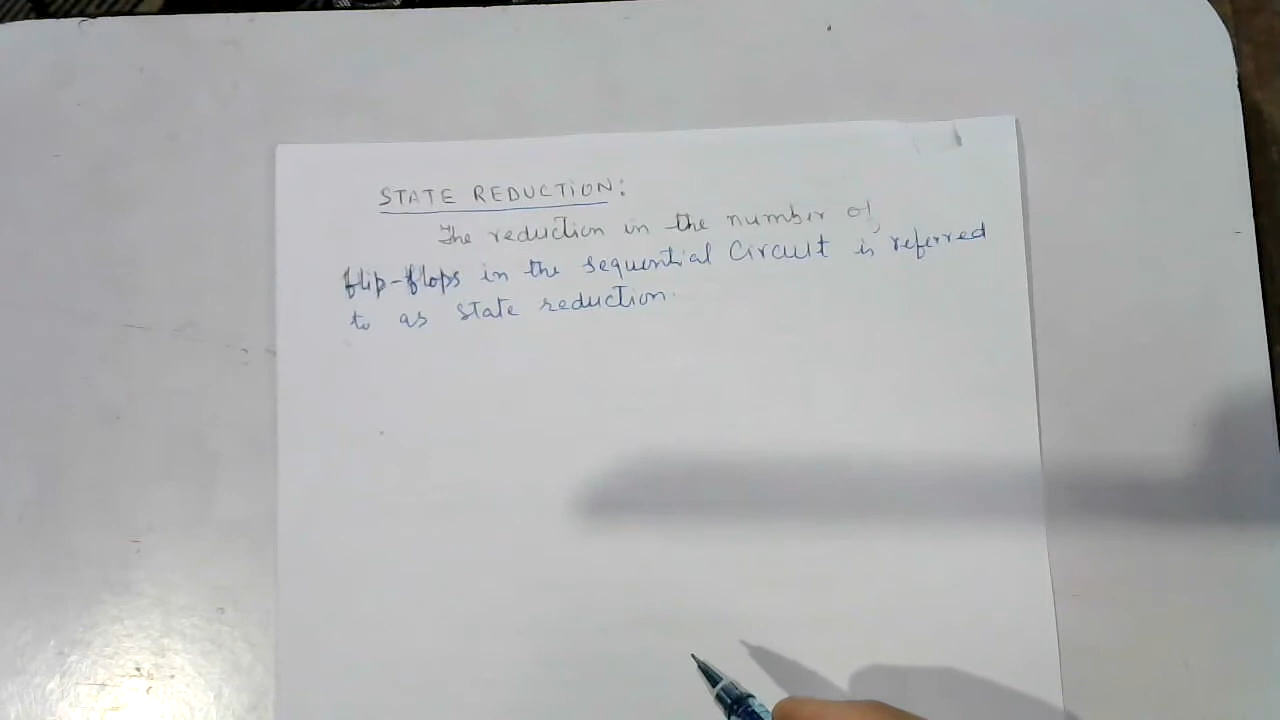 STATE REDUCTION:
The reduction in the number of
flip-flops in the sequential Circuit is referred
to as state reduction.